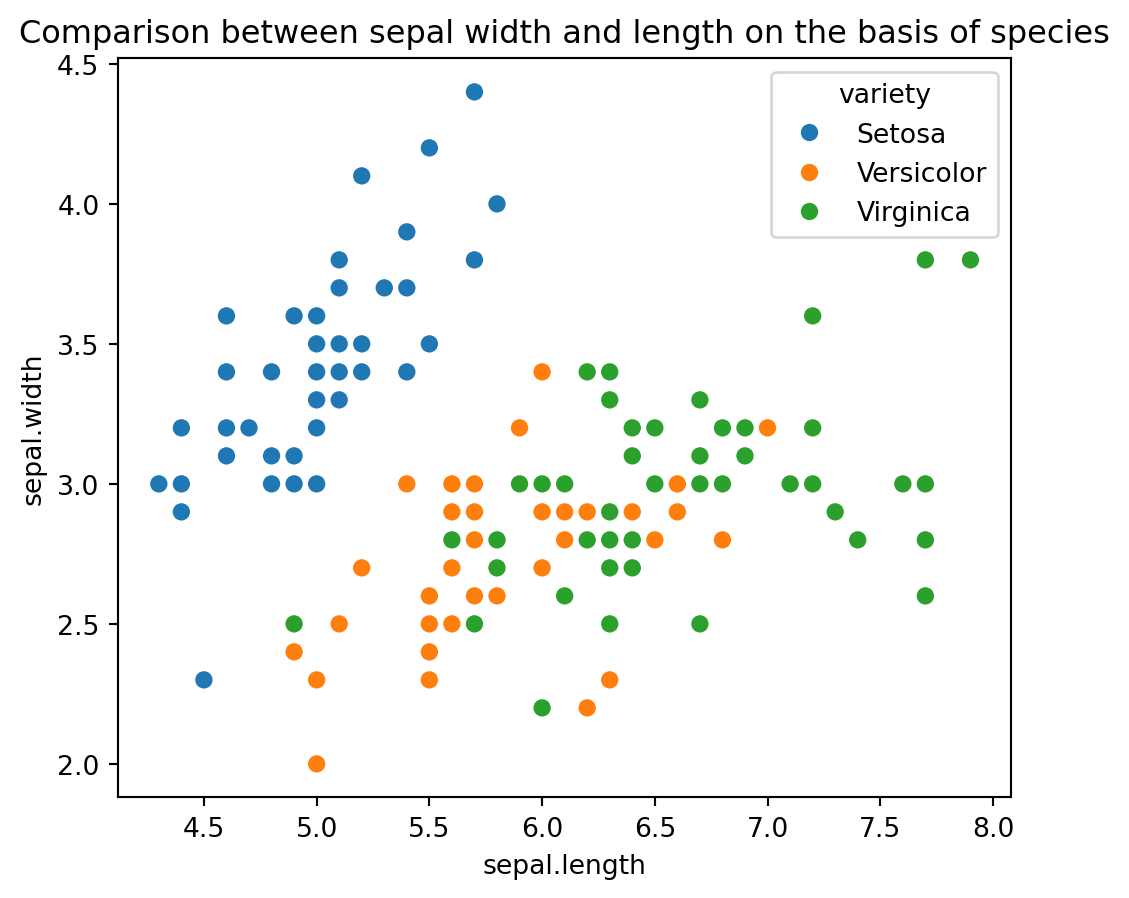 Comparison between sepal width and length on the basis of species
variety
Setosa
Versicolor
Virginica
sepal.width
4.5
4.0
3.5
3.0
2.5
2.0
4.5 5.0 5.5 6.0 6.5 7.0 7.5 8.0
sepal.length